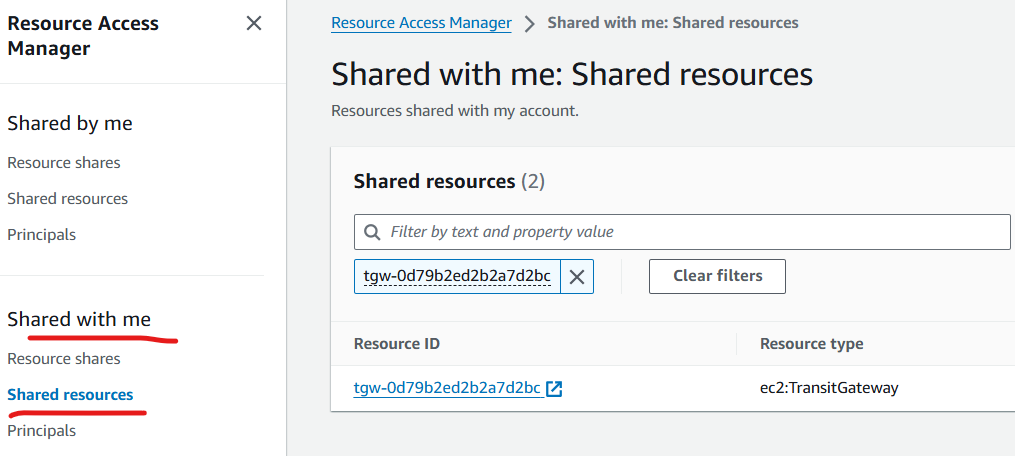 Resource Access
Manager
Shared by me
Resource shares
Shared resources
Principals
Shared with me
Resource shares
Shared resources
Principals
Resource Access Manager > Shared with me: Shared resources
Shared with me: Shared resources
Resources shared with my account.
Shared resources (2)
Filter by text and property value
tgw-0d79b2ed2b2a7d2bc
Clear filters
Resource ID Resource type
tgw-0d79b2ed2b2a7d2bc ec2:TransitGateway